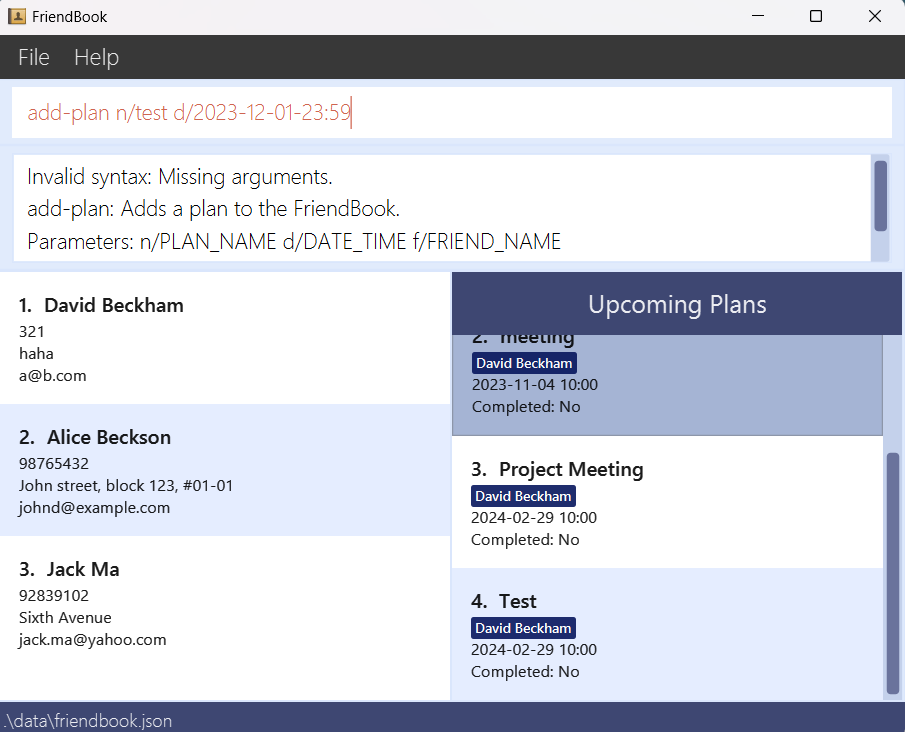 FriendBook
File Help
add-plan n/test d/2023-12-01-23:59
Invalid syntax: Missing arguments.
add-plan: Adds a plan to the FriendBook.
Parameters: n/PLAN_NAME d/DATE_TIME f/FRIEND_NAME
1. David Beckham
321
haha
a@b.com
2. Alice Beckson
98765432
John street, block 123, #01-01
johnd@example.com
3. Jack Ma
92839102
Sixth Avenue
jack.ma@yahoo.com
Upcoming Plans
2. meeting
David Beckham
2023-11-04 10:00
Completed: No
3. Project Meeting
David Beckham
2024-02-29 10:00
Completed: No
4. Test
David Beckham
2024-02-29 10:00
Completed: No
.\data\friendbook.json